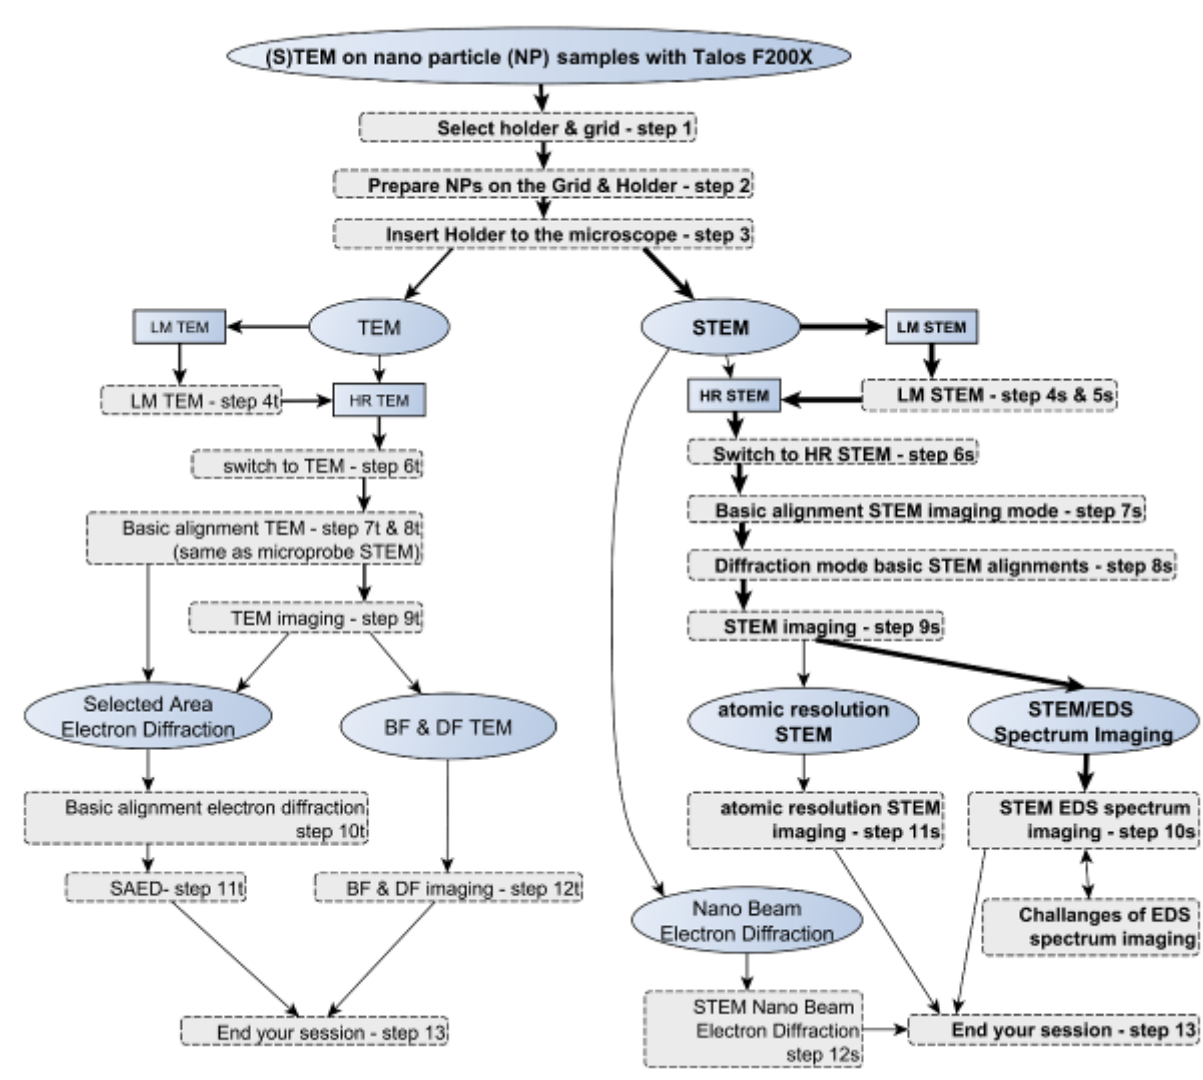 (S)TEM on nano particle (NP) samples with Talos F200X
Select holder & grid - step 1
Prepare NPs on the Grid & Holder - step 2
Insert Holder to the microscope - step 3
TEM
LM TEM
LM TEM - step 4t
HR TEM
switch to TEM - step 6t
Basic alignment TEM - step 7t & 8t
(same as microprobe STEM)
TEM imaging - step 9t
Selected Area
Electron Diffraction
BF & DF TEM
Basic alignment electron diffraction
step 10t
SAED- step 11t
BF & DF imaging - step 12t
End your session - step 13
STEM
LM STEM
LM STEM - step 4s & 5s
HR STEM
Switch to HR STEM - step 6s
Basic alignment STEM imaging mode - step 7s
Diffraction mode basic STEM alignments - step 8s
STEM imaging - step 9s
atomic resolution
STEM
STEM/EDS
Spectrum Imaging
atomic resolution STEM
imaging - step 11s
STEM EDS spectrum
imaging - step 10s
Challanges of EDS
spectrum imaging
Nano Beam
Electron Diffraction
STEM Nano Beam
Electron Diffraction
step 12s
End your session - step 13